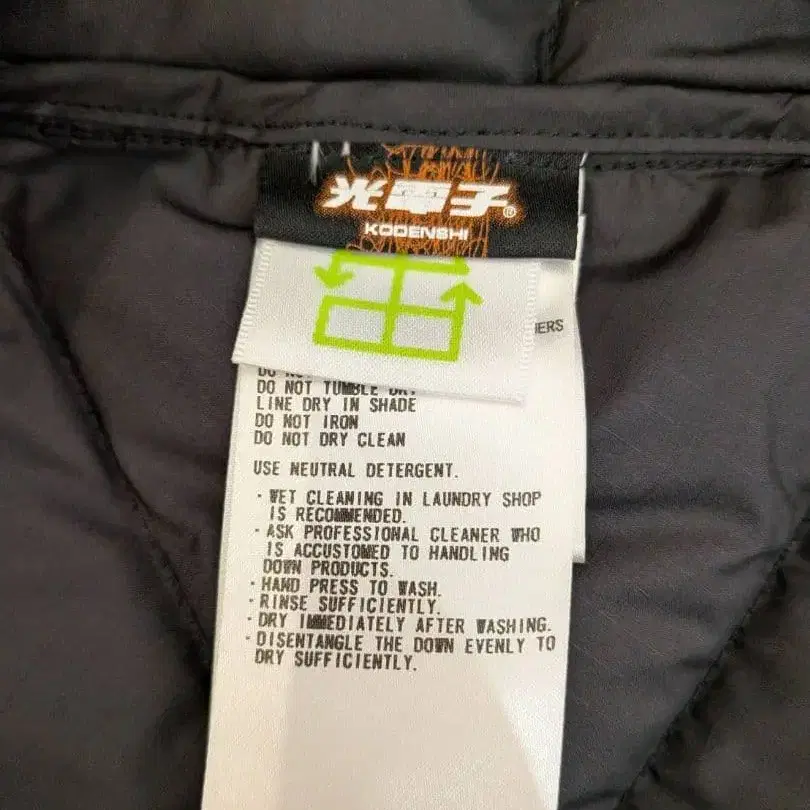 光電子®
KODENSHI
DO NOT TUMBLE DRY
LINE DRY IN SHADE
DO NOT IRON
DO NOT DRY CLEAN
USE NEUTRAL DETERGENT.
· WET CLEANING IN LAUNDRY SHOP
IS RECOMMENDED.
· ASK PROFESSIONAL CLEANER WHO
IS ACCUSTOMED TO HANDLING
DOWN PRODUCTS.
· HAND PRESS TO WASH.
· RINSE SUFFICIENTLY.
· DRY IMMEDIATELY AFTER WASHING.
· DISENTANGLE THE DOWN EVENLY TO
DRY SUFFICIENTLY.